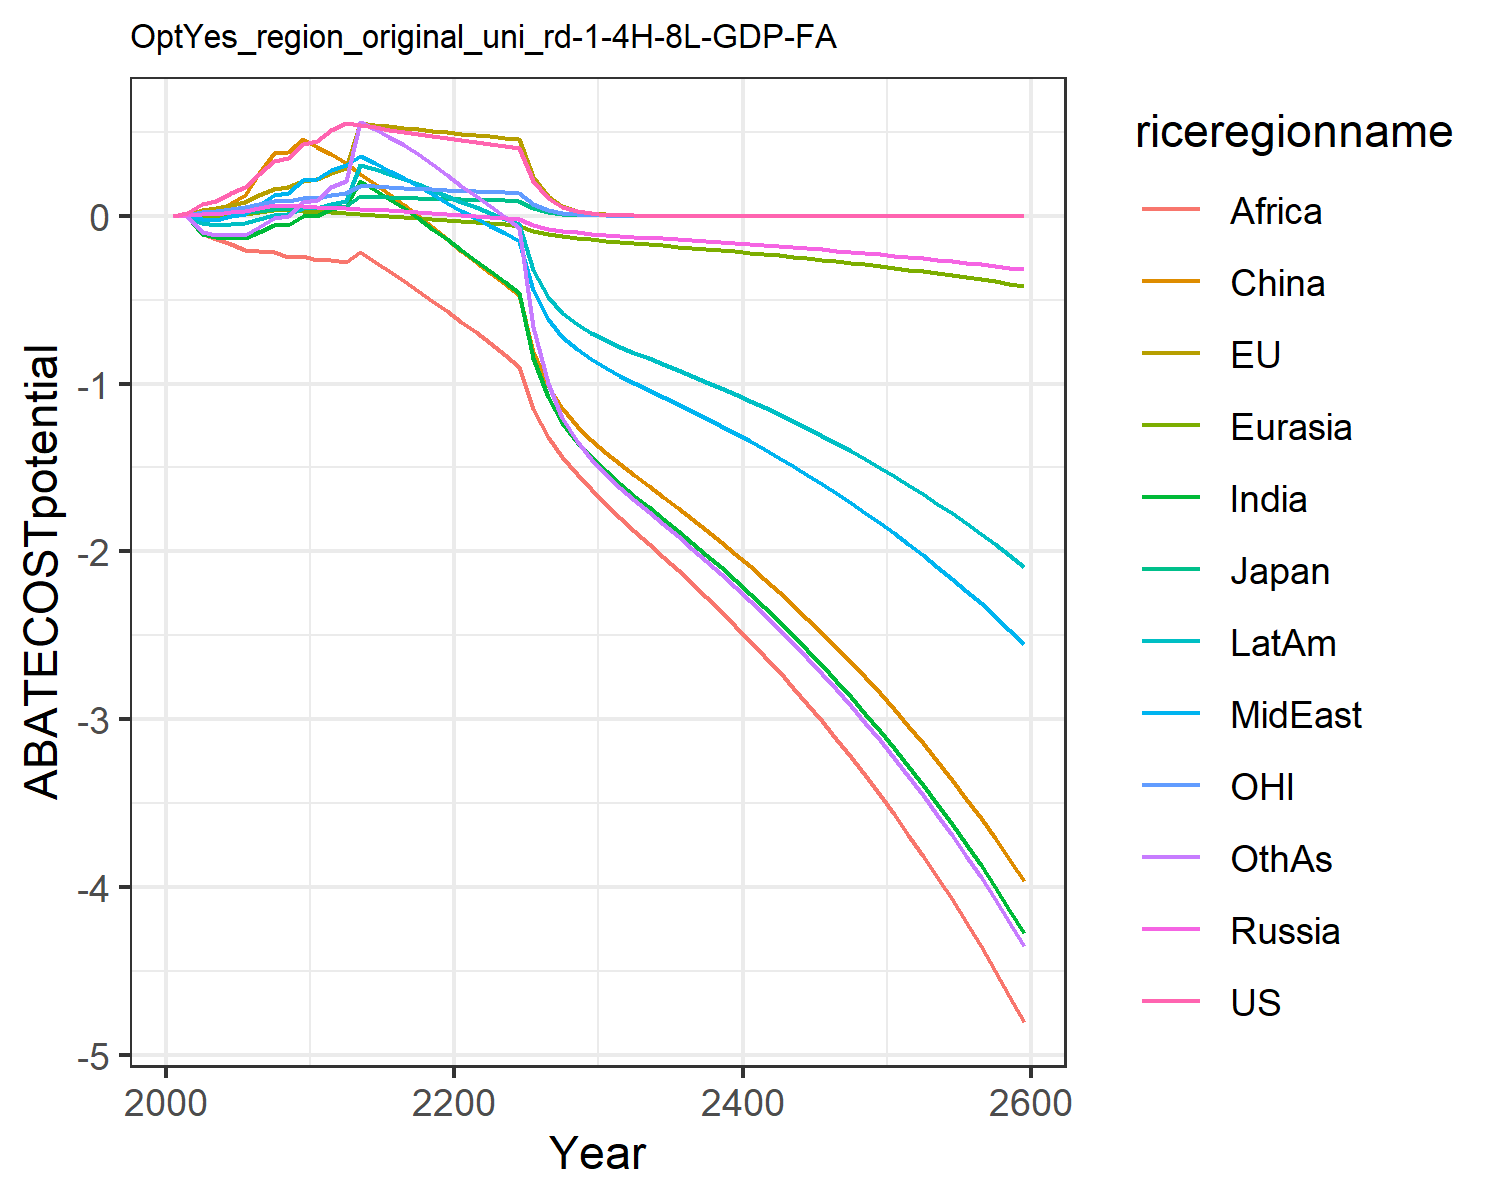 OptYes_region_original_uni_rd-1-4H-8L-GDP-FA
riceregionname
Africa
China
EU
Eurasia
India
Japan
LatAm
MidEast
OHI
OthAs
Russia
US
ABATECOSTpotential
0
-1
-2
-3
-4
-5
2000
2200
2400
2600
Year